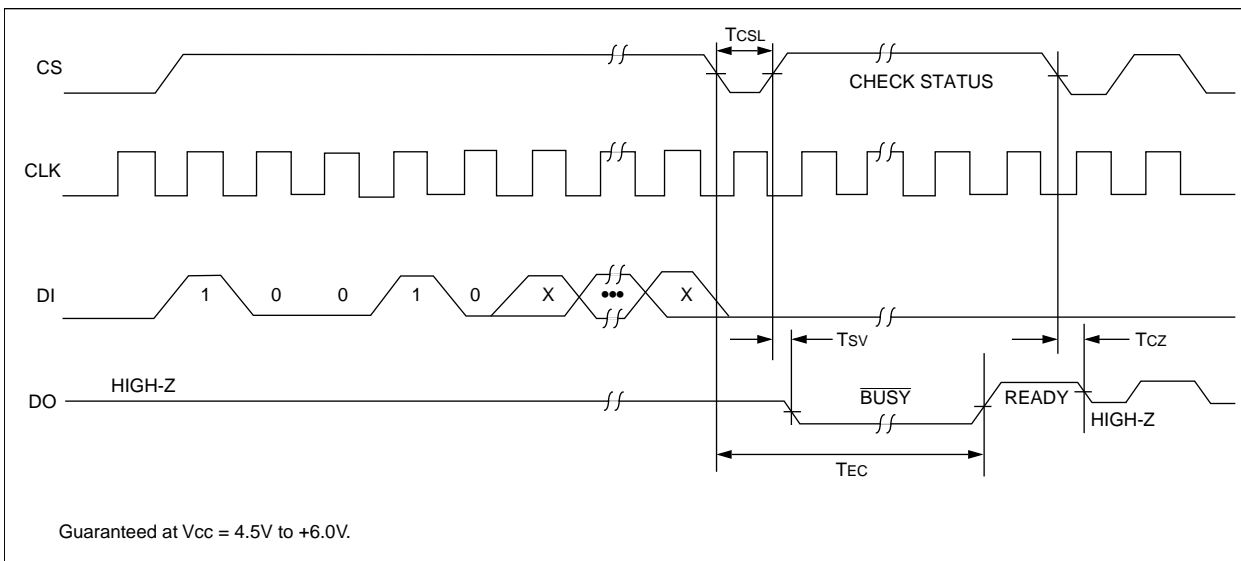 TCSL
CS
CHECK STATUS
CLK
DI
1 0 0 1 0 X ••• X
TSV
TCZ
HIGH-Z
DO
BUSY
READY
HIGH-Z
TEC
Guaranteed at Vcc = 4.5V to +6.0V.